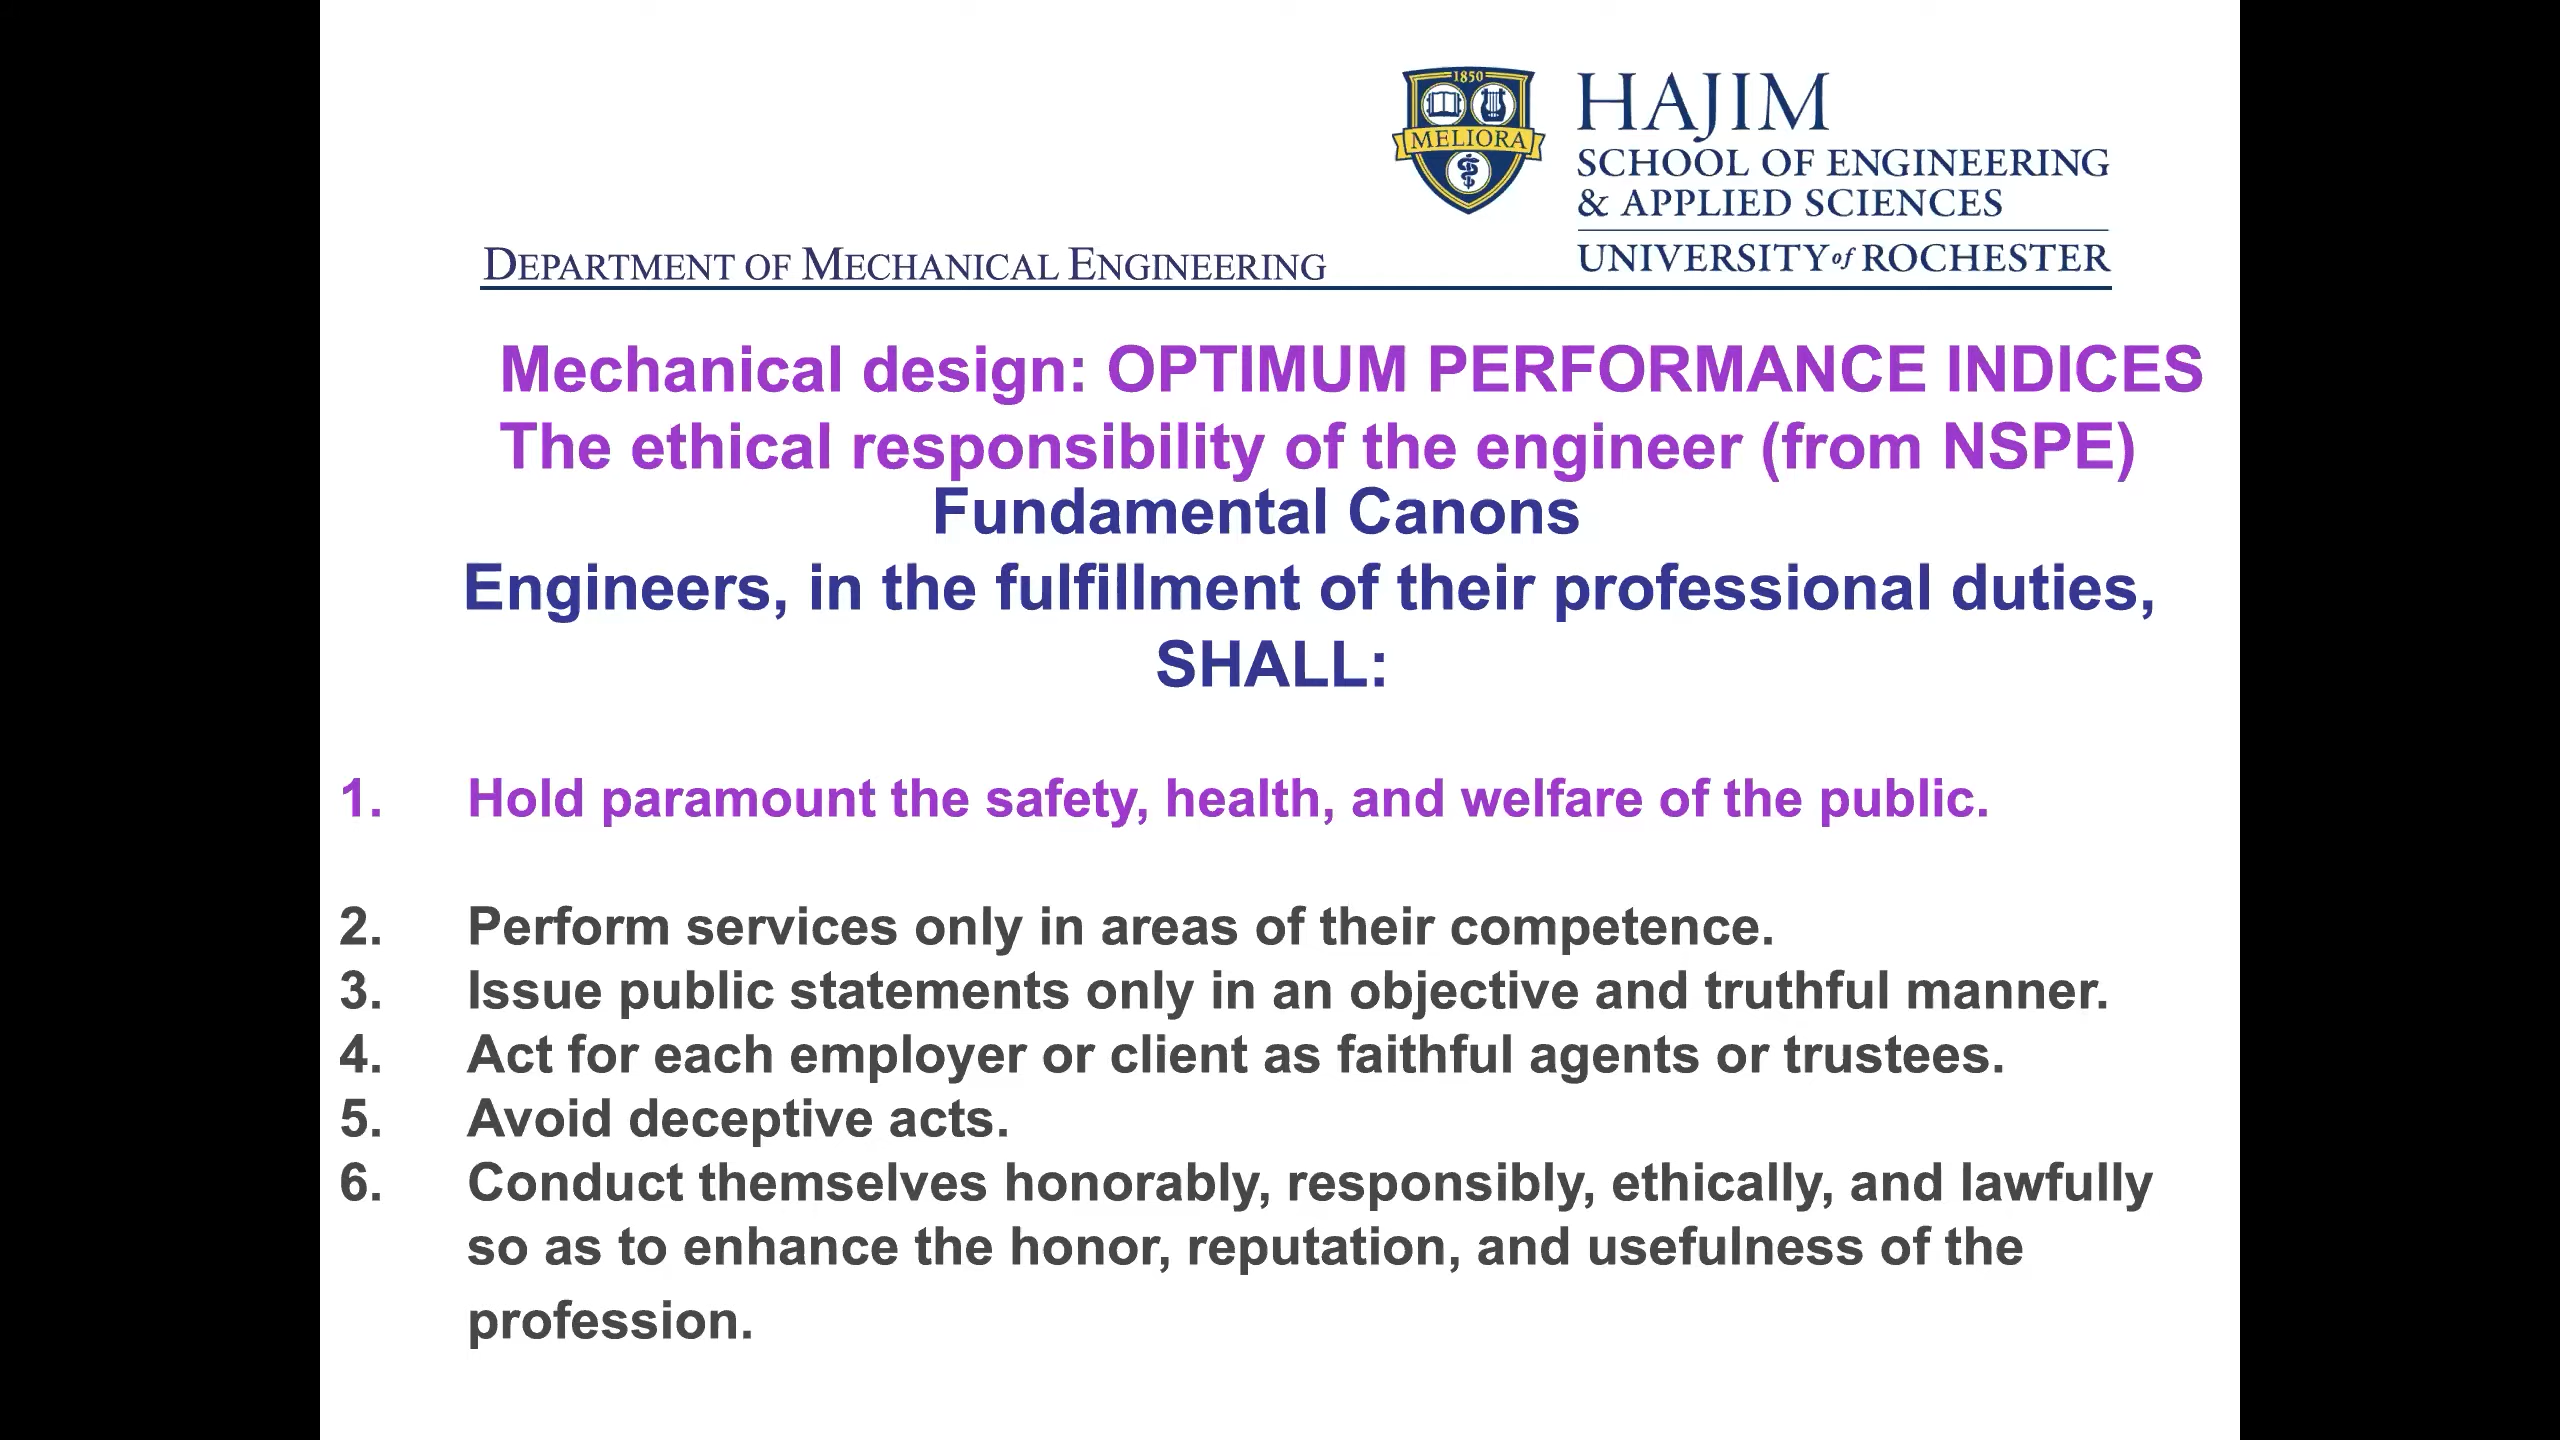 1850
MELIORA
HAJIM
SCHOOL OF ENGINEERING
& APPLIED SCIENCES
UNIVERSITY of ROCHESTER
DEPARTMENT OF MECHANICAL ENGINEERING
Mechanical design: OPTIMUM PERFORMANCE INDICES
The ethical responsibility of the engineer (from NSPE)
Fundamental Canons
Engineers, in the fulfillment of their professional duties,
SHALL:
1. Hold paramount the safety, health, and welfare of the public.
2. Perform services only in areas of their competence.
3. Issue public statements only in an objective and truthful manner.
4. Act for each employer or client as faithful agents or trustees.
5. Avoid deceptive acts.
6. Conduct themselves honorably, responsibly, ethically, and lawfully
so as to enhance the honor, reputation, and usefulness of the
profession.